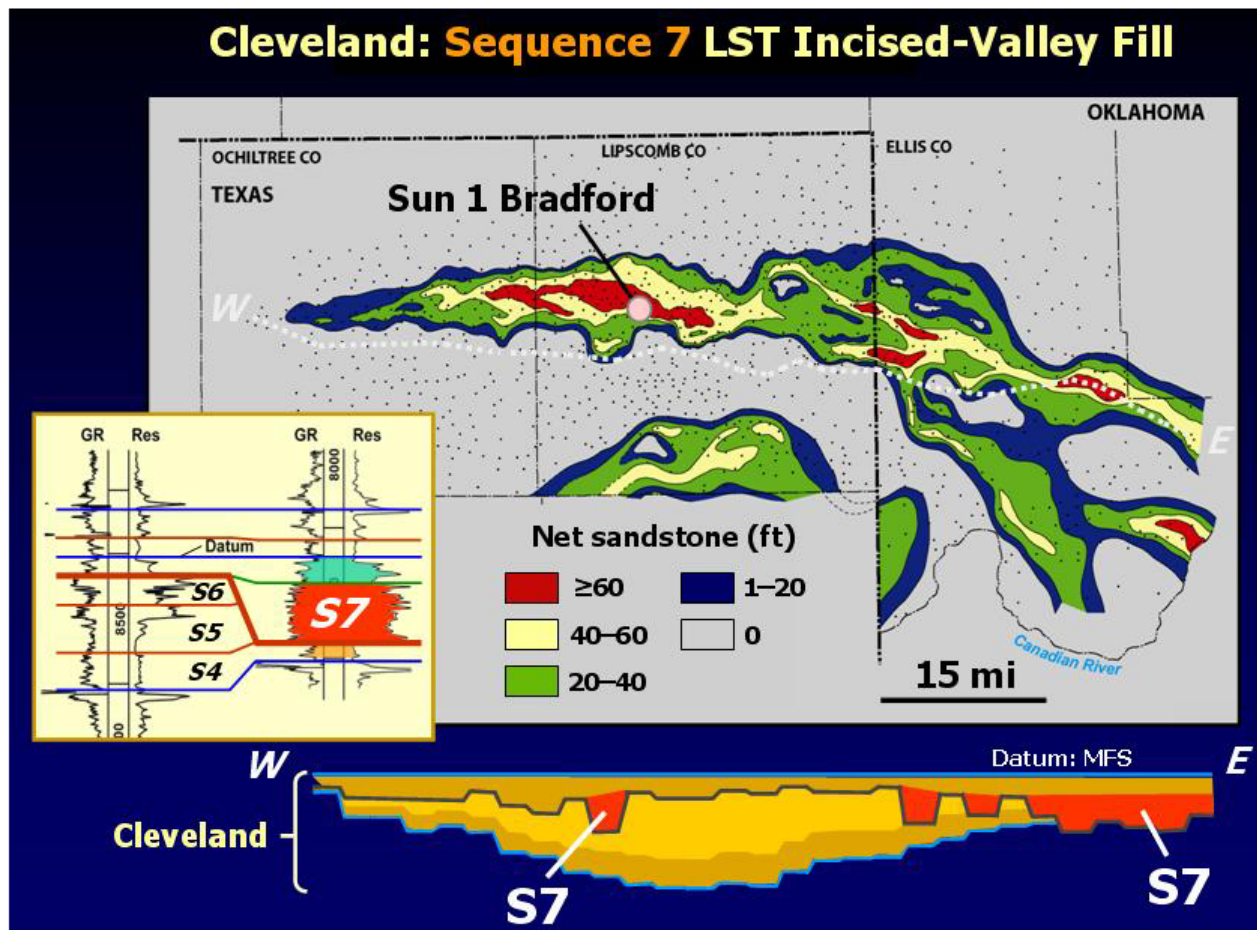 Cleveland: Sequence 7 LST Incised-Valley Fill
OKLAHOMA
OCHILTREE CO
LIPSCOMB CO
ELLIS CO
TEXAS
Sun 1 Bradford
W
E
GR Res
GR Res
8000
Datum
S6
S5
S4
8500
00
S7
Net sandstone (ft)
≥60
1–20
40–60
0
20–40
15 mi
Canadian River
W
E
Datum: MFS
Cleveland
S7
S7